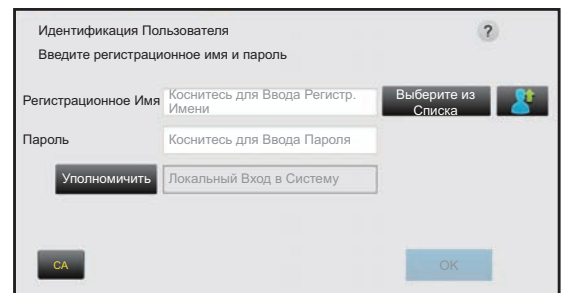 Идентификация Пользователя
?
Введите регистрационное имя и пароль
Регистрационное Имя
Коснитесь для Ввода Регистр.
Имени
Выберите из
Списка
Пароль
Коснитесь для Ввода Пароля
Уполномичить
Локальный Вход в Систему
CA
OK